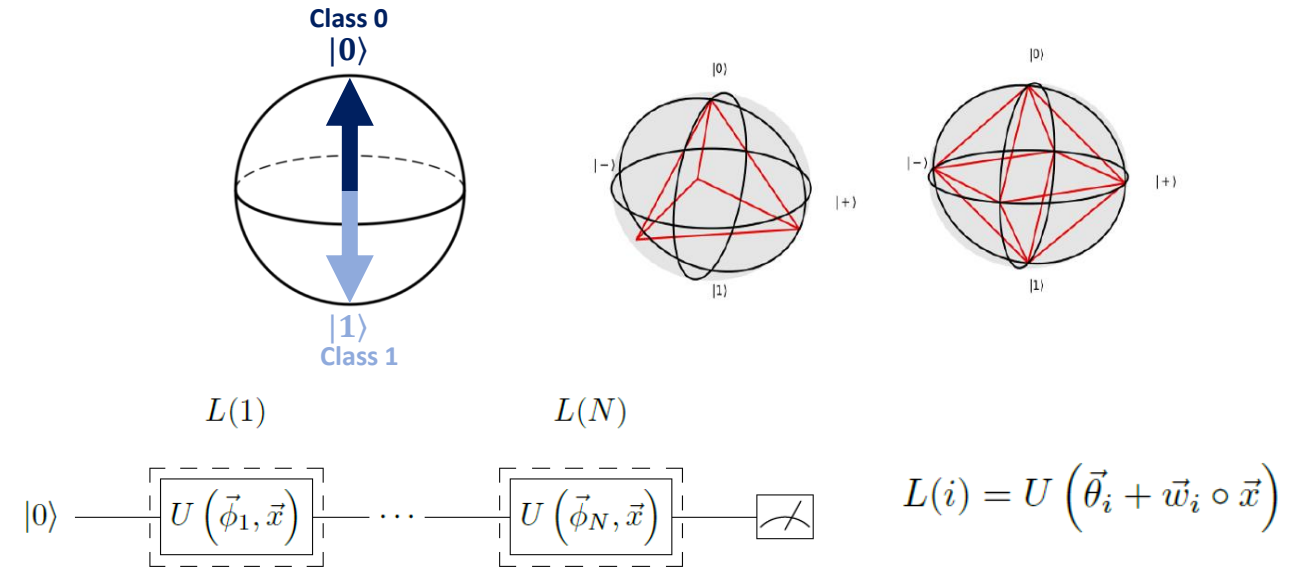 Class 0
|0⟩
|1⟩
Class 1
|0⟩
|−⟩
|+⟩
|1⟩
|0⟩
|−⟩
|+⟩
|1⟩
L(1)
L(N)
|0⟩ U(ϕ⃗₁, x⃗) ⋯ U(ϕ⃗_N, x⃗)
L(i) = U(θ⃗ᵢ + w⃗ᵢ ∘ x⃗)